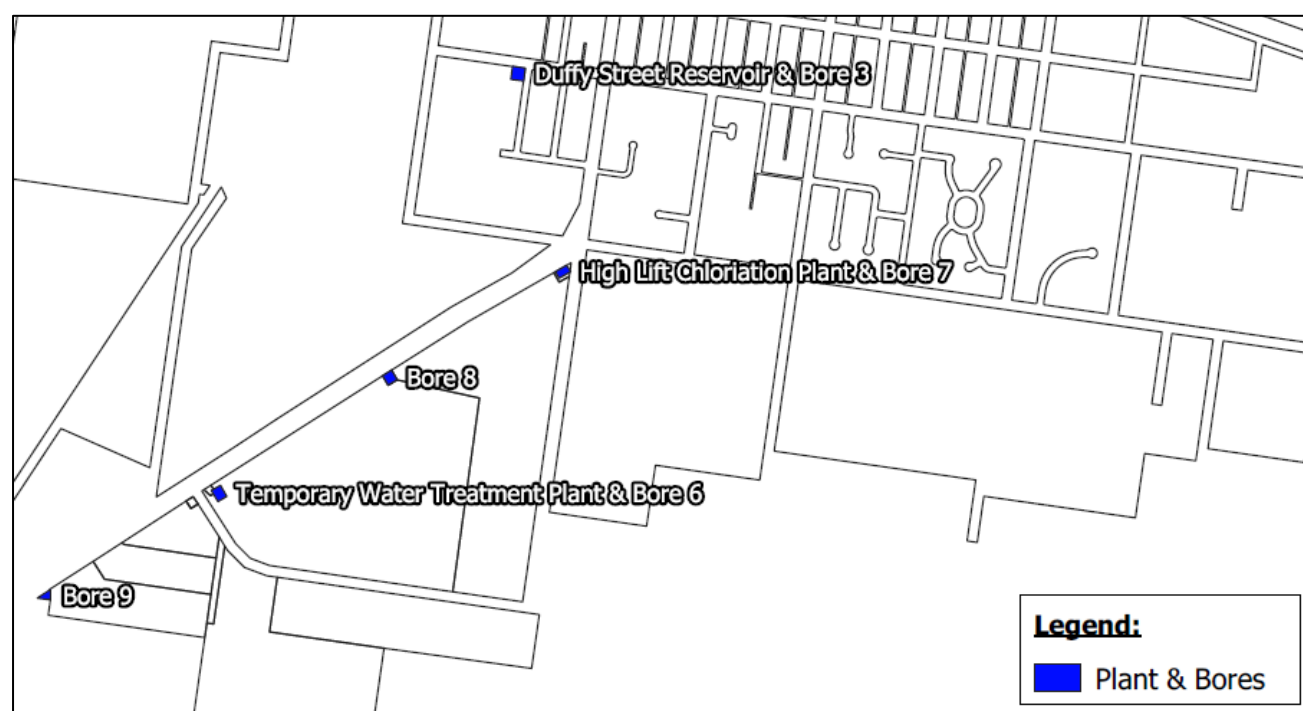 Duffy Street Reservoir & Bore 3
High Lift Chloriation Plant & Bore 7
Bore 8
Temporary Water Treatment Plant & Bore 6
Bore 9
Legend:
Plant & Bores